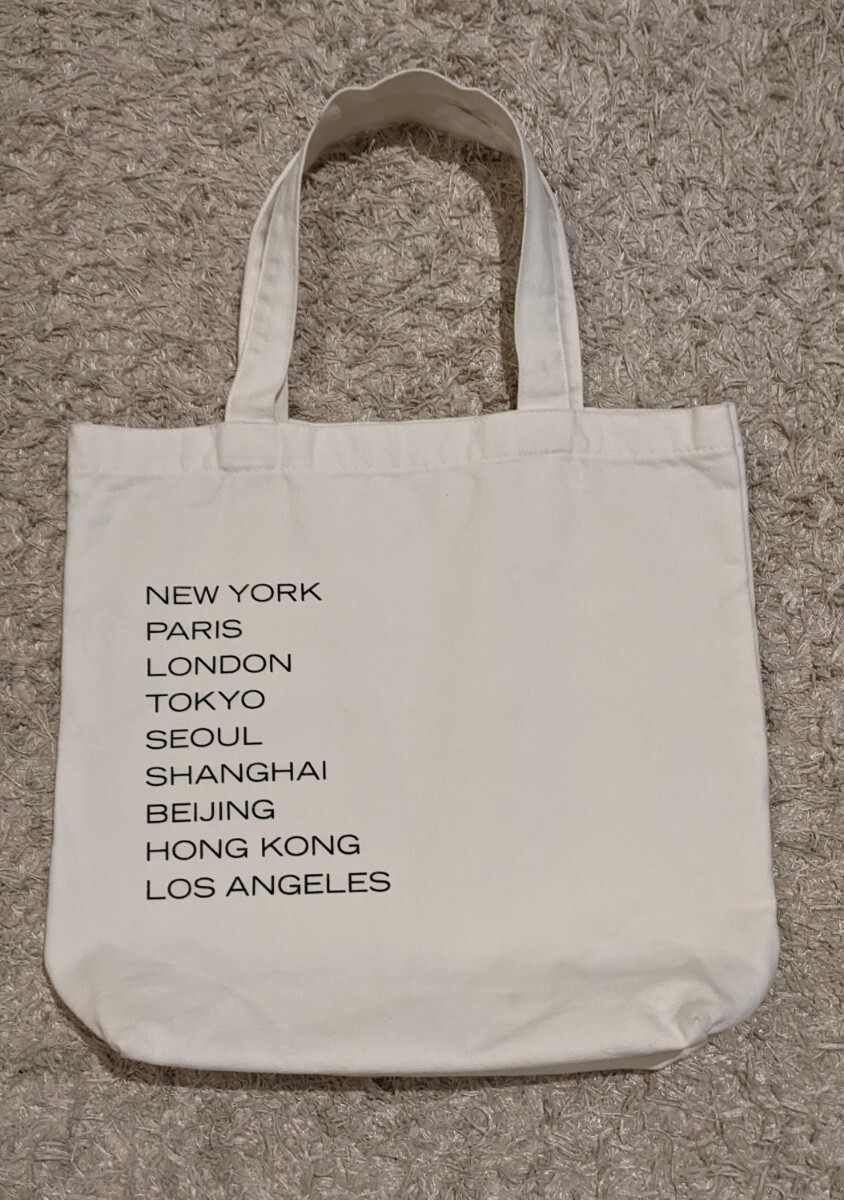 NEW YORK
PARIS
LONDON
TOKYO
SEOUL
SHANGHAI
BEIJING
HONG KONG
LOS ANGELES